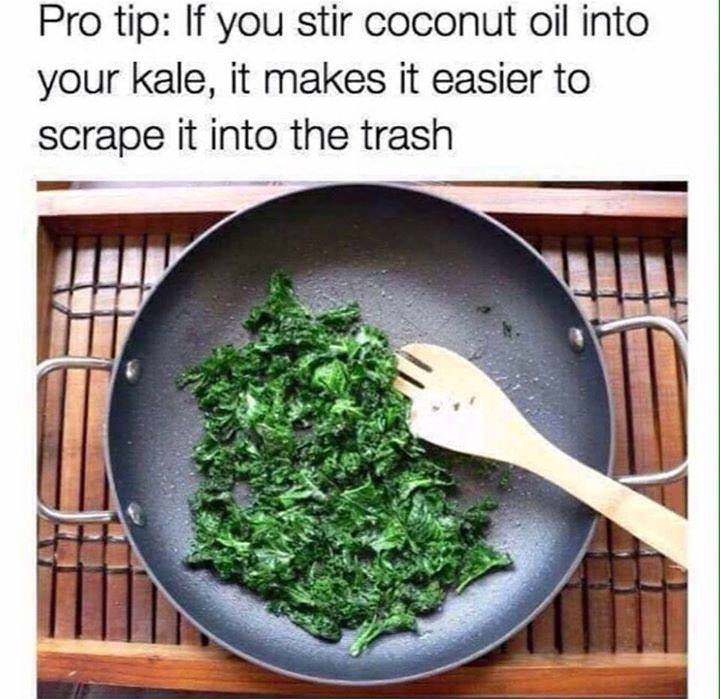 Pro tip: If you stir coconut oil into
your kale, it makes it easier to
scrape it into the trash